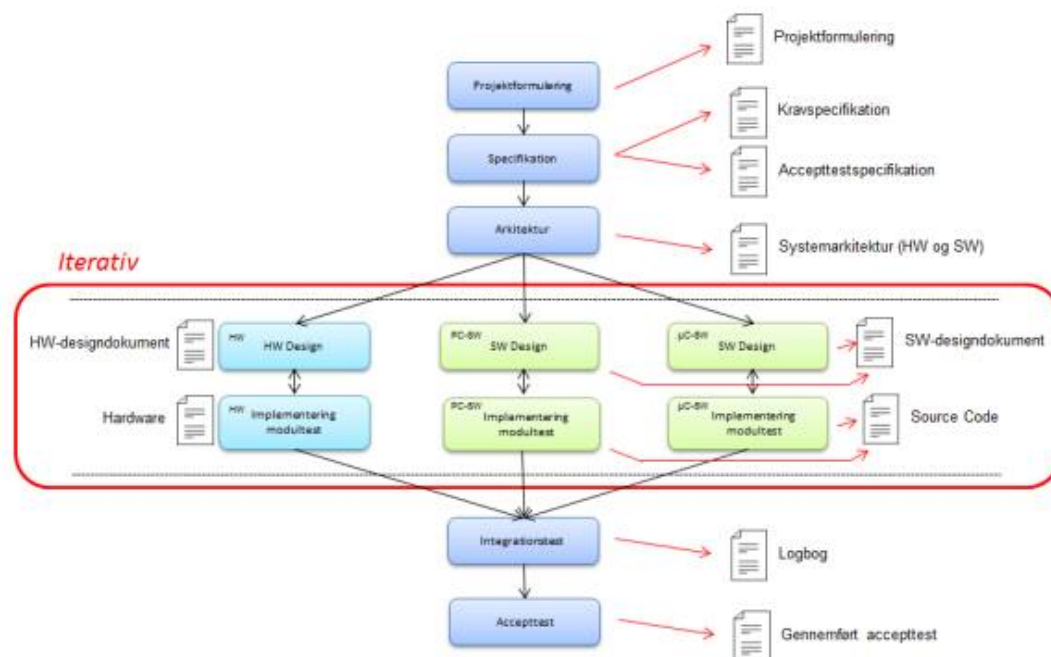 Projektformulering
Projektformulering
Kravspecifikation
Specifikation
Accepttestspecifikation
Arkitektur
Systemarkitektur (HW og SW)
Iterativ
HW-designdokument
HW
HW Design
PC-SW
SW Design
µC-SW
SW Design
SW-designdokument
Hardware
HW
Implementering
modultest
PC-SW
Implementering
modultest
µC-SW
Implementering
modultest
Source Code
Integrationstest
Logbog
Accepttest
Gennemført accepttest